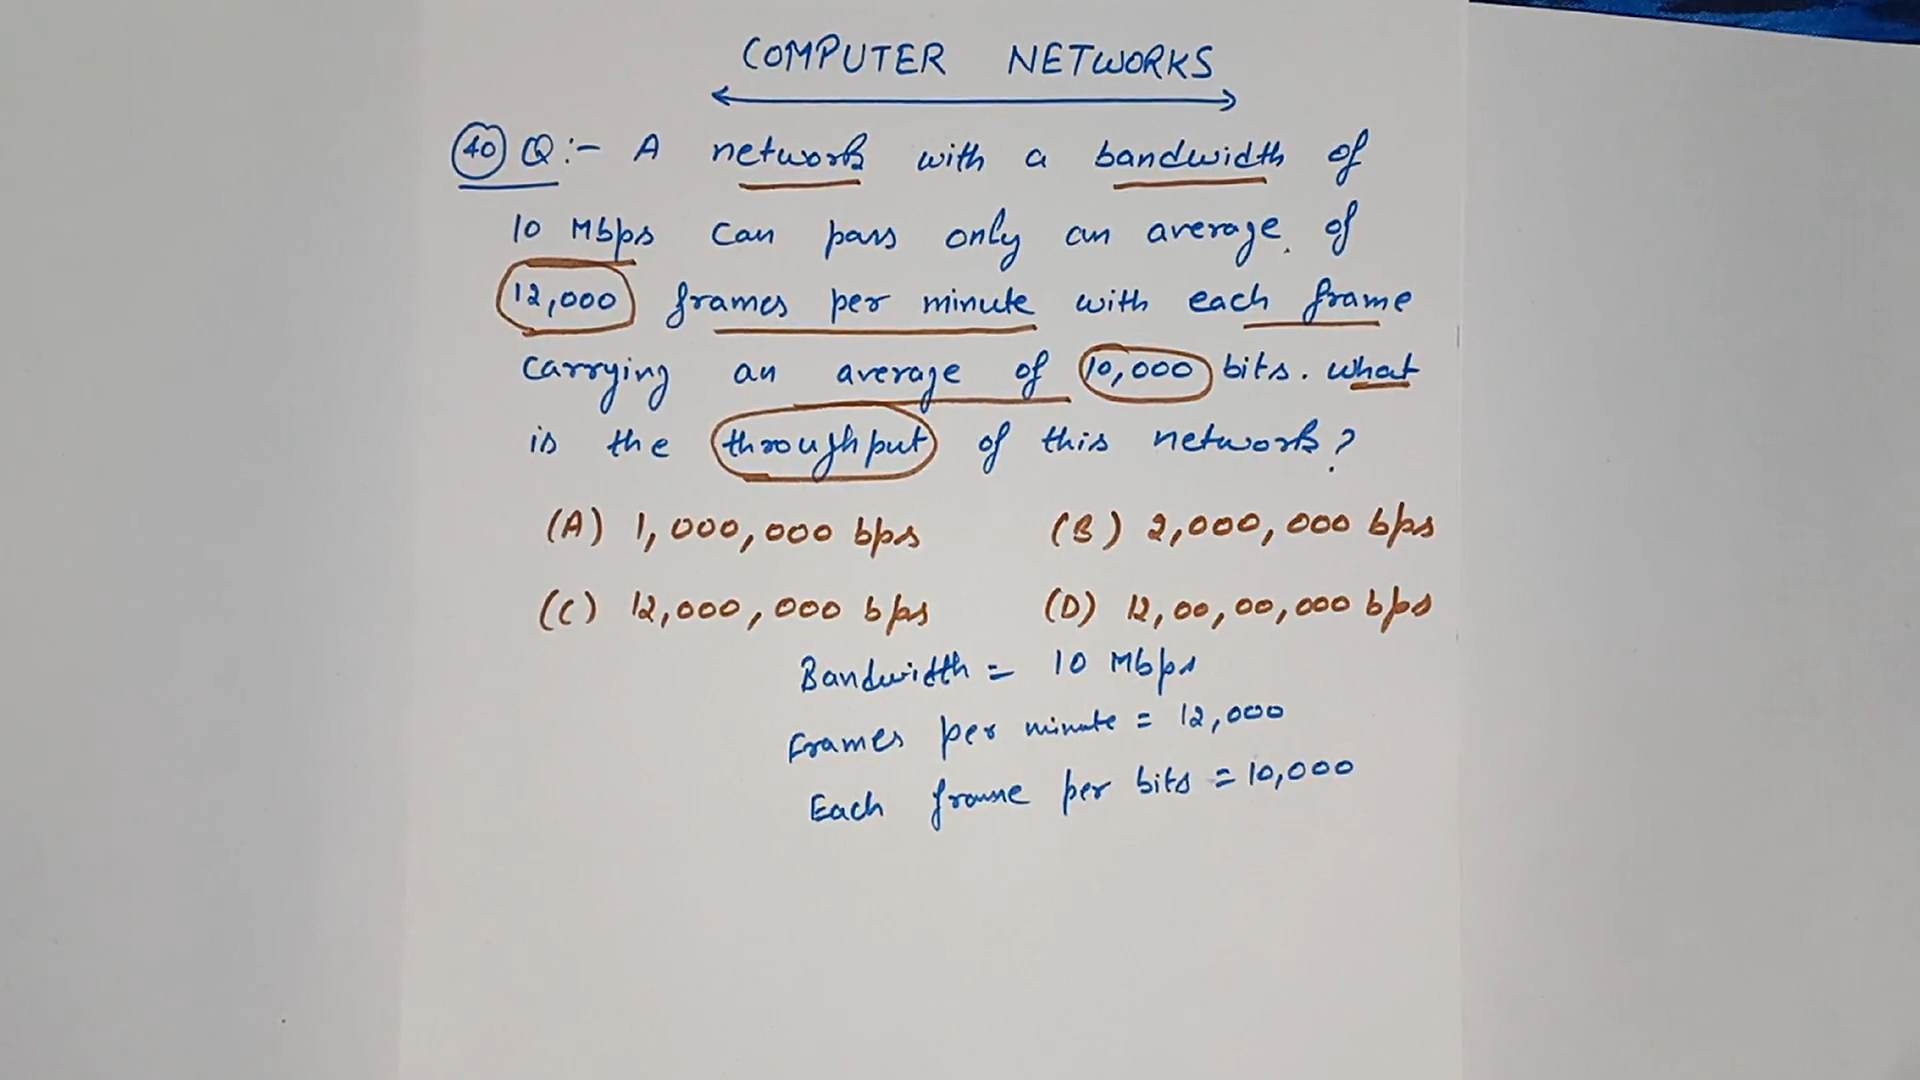 COMPUTER NETWORKS
40 Q:- A network with a bandwidth of
10 Mbps can pass only an average of
12,000 frames per minute with each frame
carrying an average of 10,000 bits. what
is the throughput of this network?
(A) 1,000,000 bps (B) 2,000,000 bps
(C) 12,000,000 bps (D) 12,00,00,000 bps
Bandwidth = 10 Mbps
Frames per minute = 12,000
Each frame per bits = 10,000